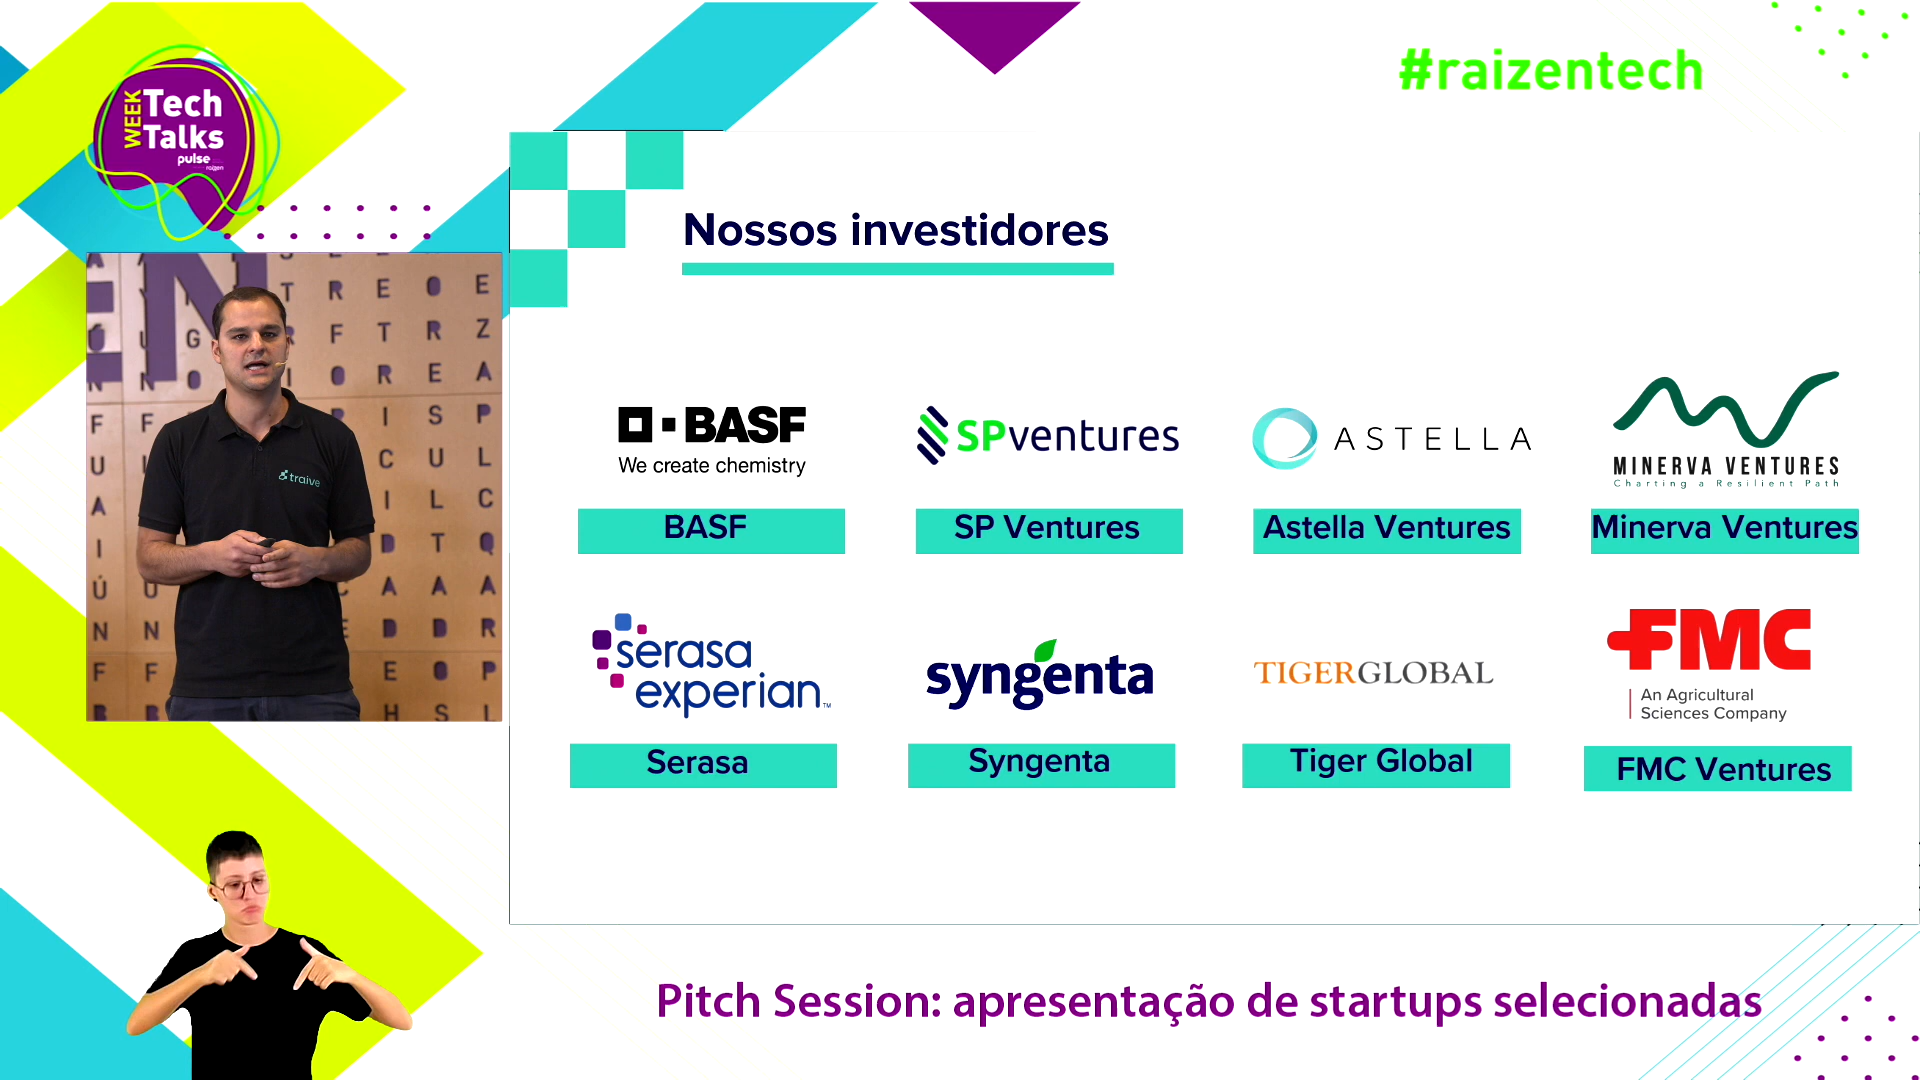 #raizentech
WEEK
Tech
Talks
pulse
raízen
Nossos investidores
traive
BASF
We create chemistry
SPventures
ASTELLA
MINERVA VENTURES
Charting a Resilient Path
BASF
SP Ventures
Astella Ventures
Minerva Ventures
serasa
experian™
syngenta
TIGERGLOBAL
FMC
An Agricultural
Sciences Company
Serasa
Syngenta
Tiger Global
FMC Ventures
Pitch Session: apresentação de startups selecionadas